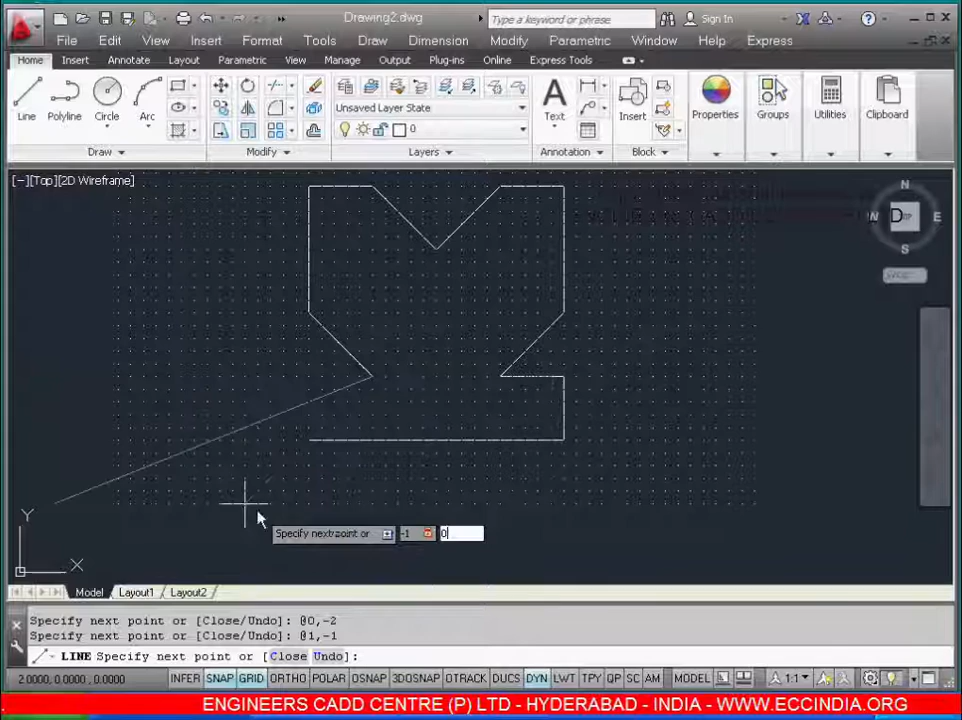 Drawing2.dwg
Type a keyword or phrase
Sign In
File Edit View Insert Format Tools Draw Dimension Modify Parametric Window Help Express
Home Insert Annotate Layout Parametric View Manage Output Plug-ins Online Express Tools
Unsaved Layer State
0
Line Polyline Circle Arc Text Insert Properties Groups Utilities Clipboard
Draw Modify Layers Annotation Block
[−][Top][2D Wireframe]
N
W E
S
Specify next point or -1 0
Y
X
Model Layout1 Layout2
Specify next point or [Close/Undo]: @0,-2
Specify next point or [Close/Undo]: @1,-1
LINE Specify next point or [Close Undo]:
2.0000, 0.0000, 0.0000 INFER SNAP GRID ORTHO POLAR OSNAP 3DOSNAP OTRACK DUCS DYN LWT TPY QP SC AM MODEL 1:1
ENGINEERS CADD CENTRE (P) LTD - HYDERABAD - INDIA - WWW.ECCINDIA.ORG